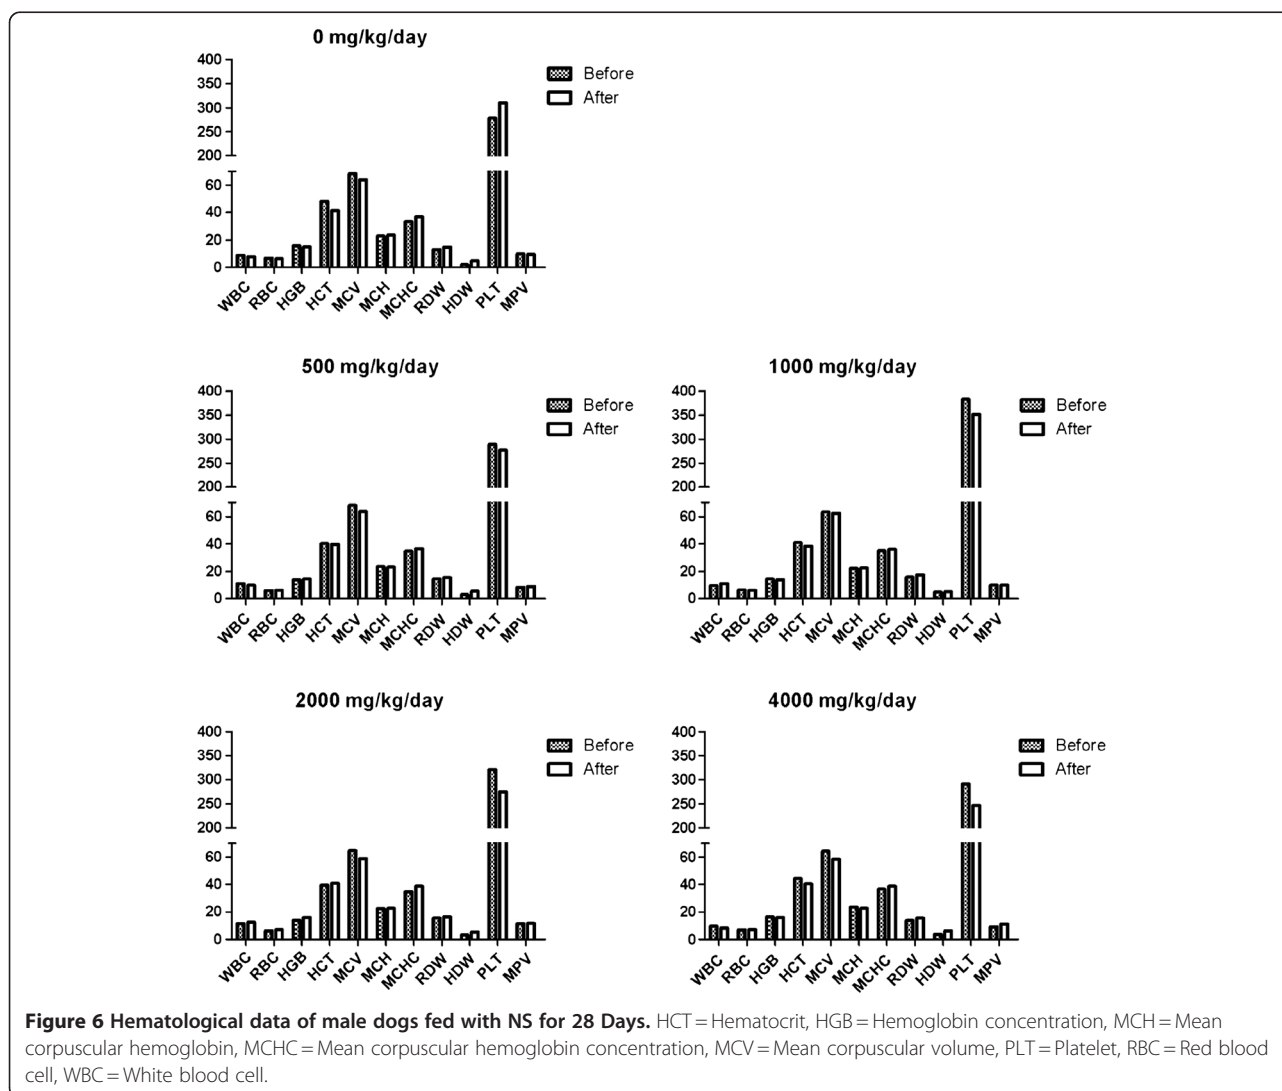 0 mg/kg/day
400
350
300
250
200
60
40
20
0
Before
After
WBC RBC HGB HCT MCV MCH MCHC RDW HDW PLT MPV
500 mg/kg/day
400
350
300
250
200
60
40
20
0
Before
After
WBC RBC HGB HCT MCV MCH MCHC RDW HDW PLT MPV
1000 mg/kg/day
400
350
300
250
200
60
40
20
0
Before
After
WBC RBC HGB HCT MCV MCH MCHC RDW HDW PLT MPV
2000 mg/kg/day
400
350
300
250
200
60
40
20
0
Before
After
WBC RBC HGB HCT MCV MCH MCHC RDW HDW PLT MPV
4000 mg/kg/day
400
350
300
250
200
60
40
20
0
Before
After
WBC RBC HGB HCT MCV MCH MCHC RDW HDW PLT MPV
Figure 6 Hematological data of male dogs fed with NS for 28 Days. HCT = Hematocrit, HGB = Hemoglobin concentration, MCH = Mean
corpuscular hemoglobin, MCHC = Mean corpuscular hemoglobin concentration, MCV = Mean corpuscular volume, PLT = Platelet, RBC = Red blood
cell, WBC = White blood cell.